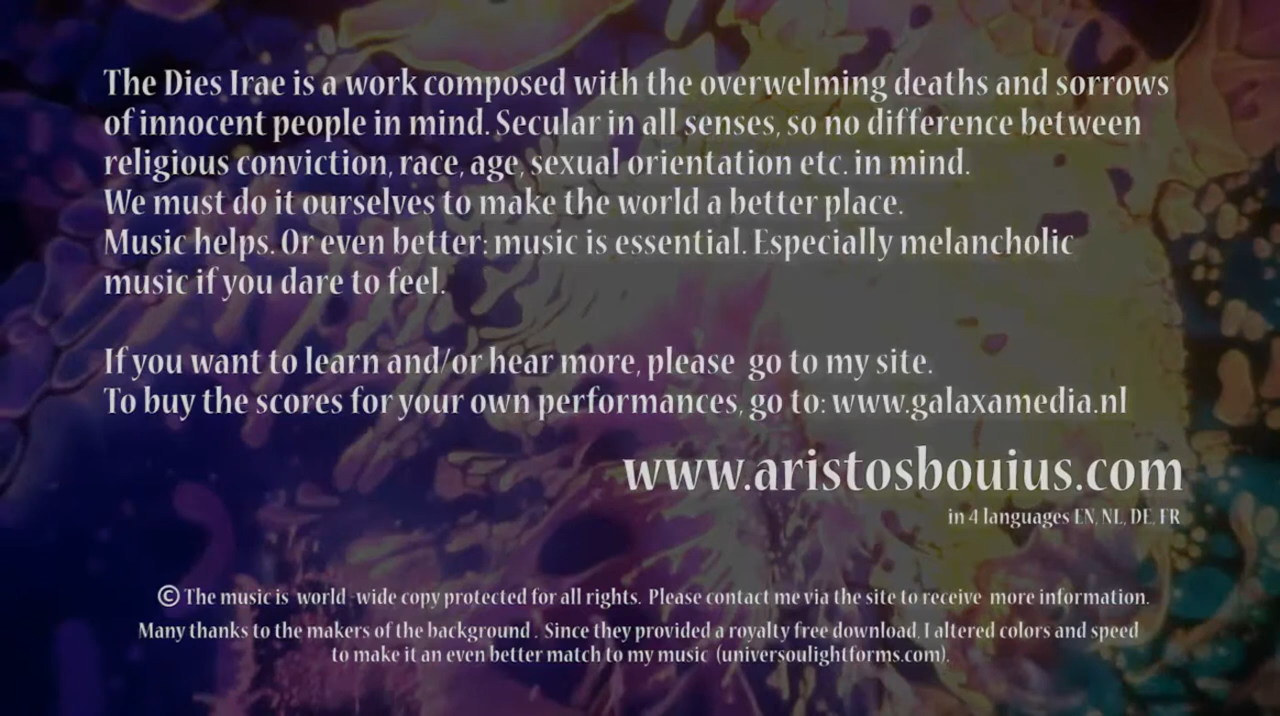 The Dies Irae is a work composed with the overwelming deaths and sorrows
of innocent people in mind. Secular in all senses, so no difference between
religious conviction, race, age, sexual orientation etc. in mind.
We must do it ourselves to make the world a better place.
Music helps. Or even better: music is essential. Especially melancholic
music if you dare to feel.
If you want to learn and/or hear more, please go to my site.
To buy the scores for your own performances, go to: www.galaxamedia.nl
www.aristosbouius.com
in 4 languages EN, NL, DE, FR
© The music is world -wide copy protected for all rights. Please contact me via the site to receive more information.
Many thanks to the makers of the background . Since they provided a royalty free download, I altered colors and speed
to make it an even better match to my music (universoulightforms.com).